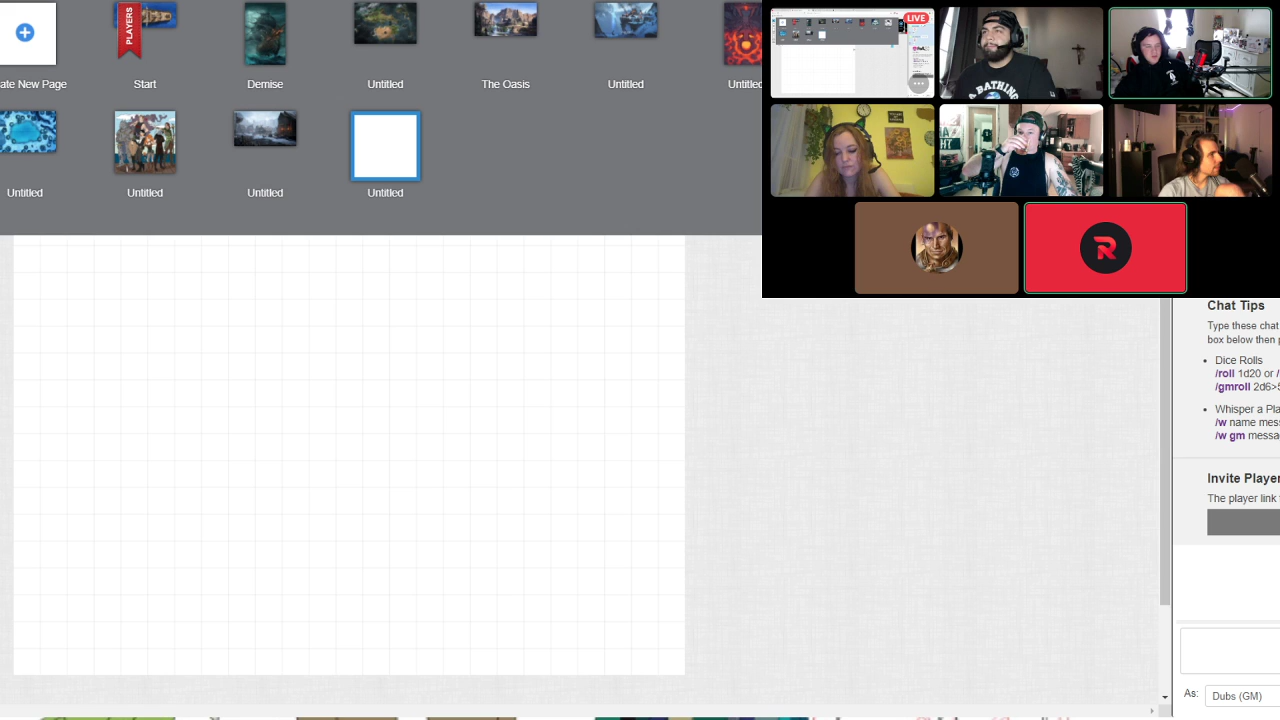 ate New Page
PLAYERS
Start
Demise
Untitled
The Oasis
Untitled
Untitled
Untitled
Untitled
Untitled
Untitled
LIVE
A BATHING
Chat Tips
Type these chat
box below then p
Dice Rolls
/roll 1d20 or /
/gmroll 2d6>5
Whisper a Pla
/w name mess
/w gm messa
Invite Player
The player link
As:
Dubs (GM)